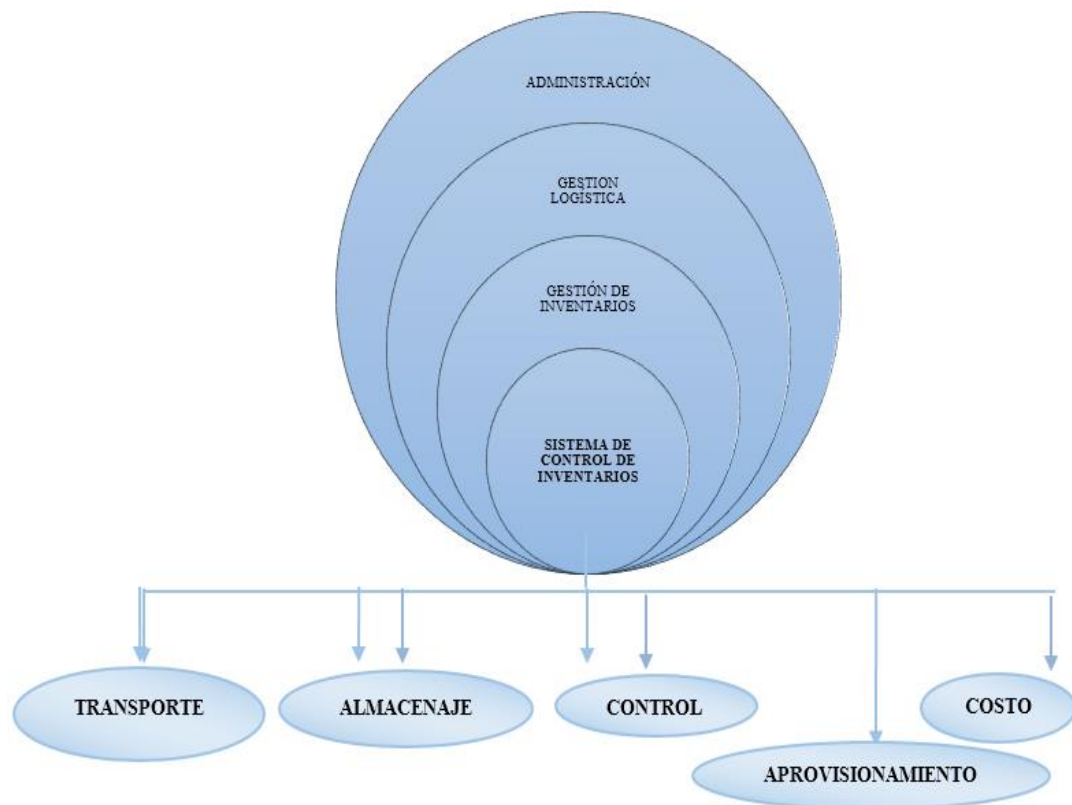 ADMINISTRACIÓN
GESTION
LOGÍSTICA
GESTIÓN DE
INVENTARIOS
SISTEMA DE
CONTROL DE
INVENTARIOS
TRANSPORTE
ALMACENAJE
CONTROL
COSTO
APROVISIONAMIENTO